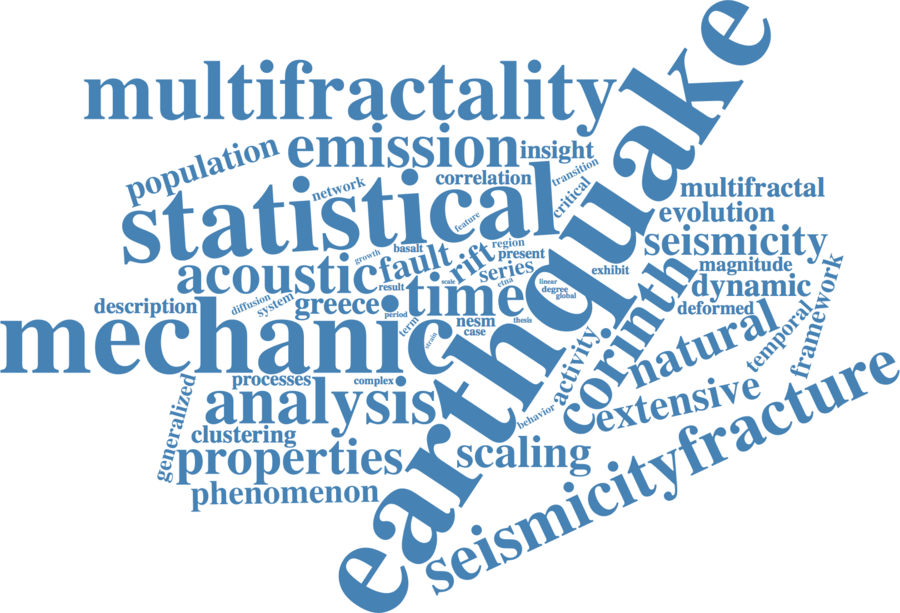 earthquake
multifractality
population
emission
insight
network
correlation
transition
critical
statistical
feature
multifractal
evolution
seismicity
growth
basalt
region
present
acoustic
fault
rift
series
exhibit
magnitude
result
scale
etna
linear
degree
global
dynamic
description
diffusion
system
greece
time
period
term
nesm
thesis
case
strain
corinth
deformed
mechanic
natural
temporal
framework
processes
complex
activity
behavior
extensive
generalized
analysis
clustering
properties
scaling
seismicityfracture
phenomenon